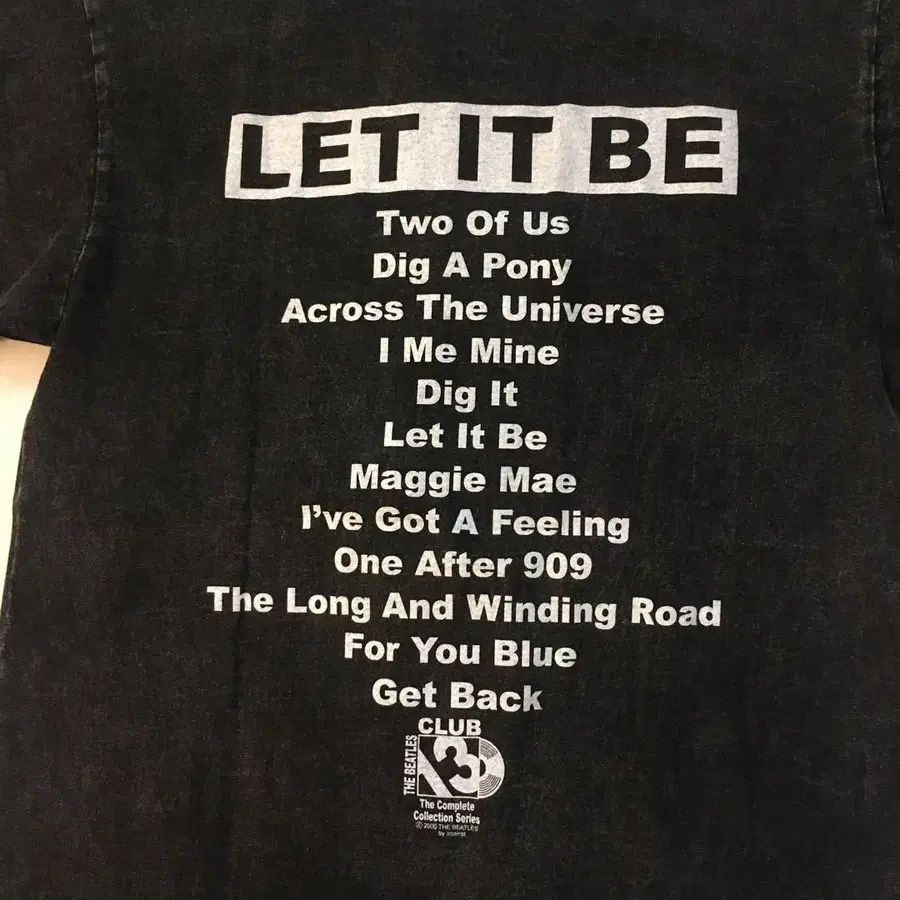 LET IT BE
Two Of Us
Dig A Pony
Across The Universe
I Me Mine
Dig It
Let It Be
Maggie Mae
I've Got A Feeling
One After 909
The Long And Winding Road
For You Blue
Get Back
CLUB
THE BEATLES
13
The Complete
Collection Series
© 2000 THE BEATLES
by